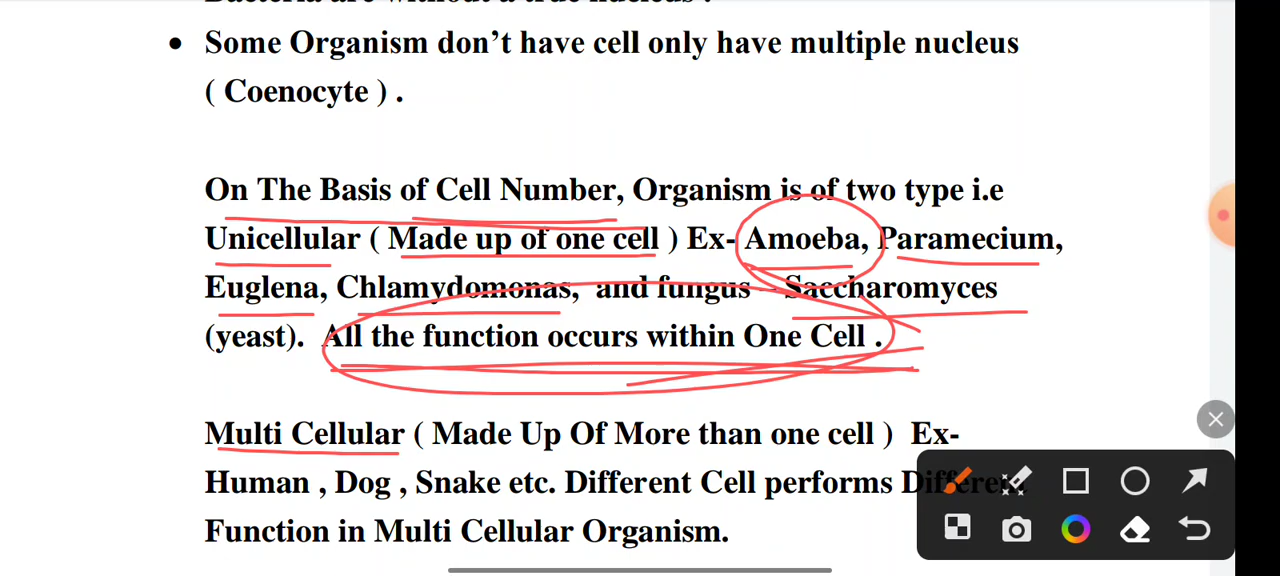 Some Organism don't have cell only have multiple nucleus
( Coenocyte ) .
On The Basis of Cell Number, Organism is of two type i.e
Unicellular ( Made up of one cell ) Ex- Amoeba, Paramecium,
Euglena, Chlamydomonas, and fungus – Saccharomyces
(yeast). All the function occurs within One Cell .
Multi Cellular ( Made Up Of More than one cell ) Ex-
Human , Dog , Snake etc. Different Cell performs Different
Function in Multi Cellular Organism.